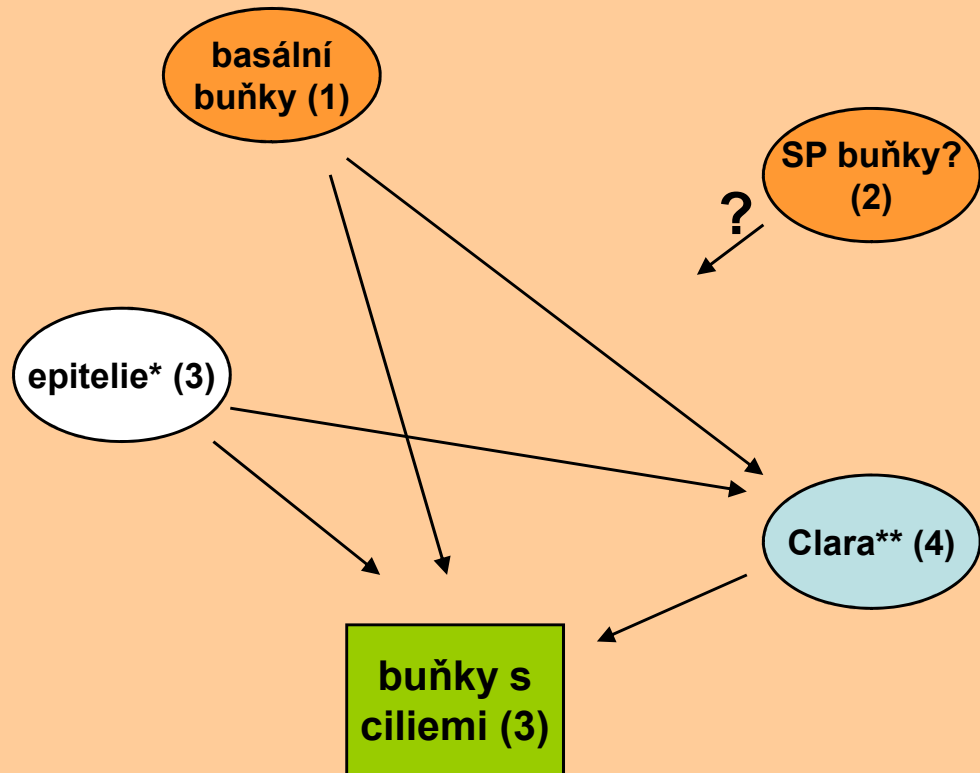 basální
buňky (1)
SP buňky?
(2)
?
epitelie* (3)
Clara** (4)
buňky s
ciliemi (3)